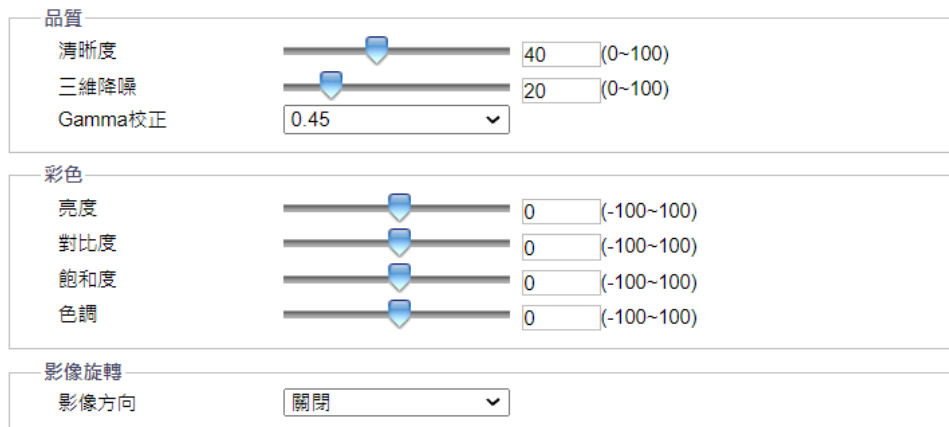 品質
清晰度 40 (0~100)
三維降噪 20 (0~100)
Gamma校正 0.45
彩色
亮度 0 (-100~100)
對比度 0 (-100~100)
飽和度 0 (-100~100)
色調 0 (-100~100)
影像旋轉
影像方向 關閉